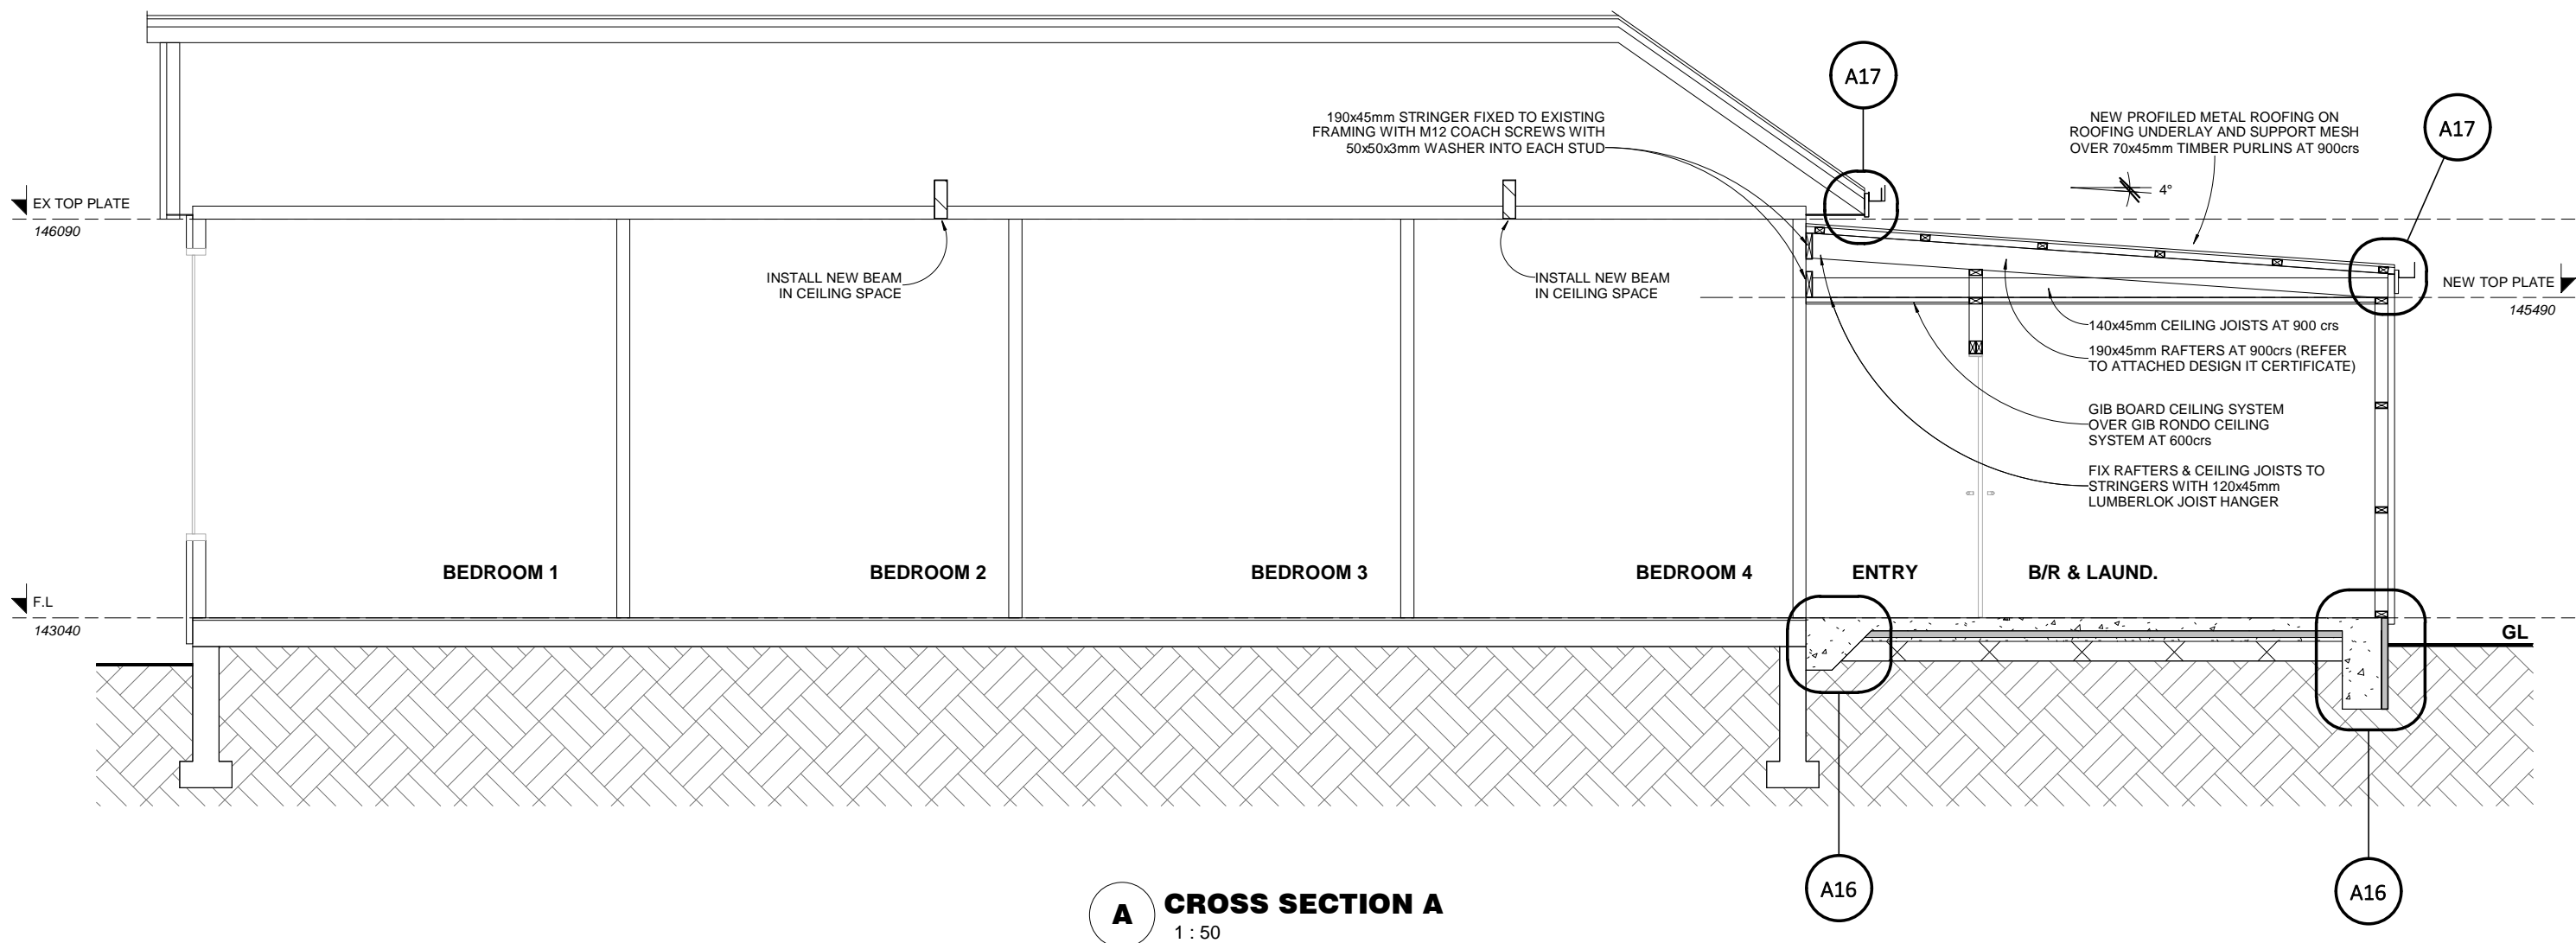 A17
A17
190x45mm STRINGER FIXED TO EXISTING
FRAMING WITH M12 COACH SCREWS WITH
50x50x3mm WASHER INTO EACH STUD
NEW PROFILED METAL ROOFING ON
ROOFING UNDERLAY AND SUPPORT MESH
OVER 70x45mm TIMBER PURLINS AT 900crs
4°
EX TOP PLATE
146090
INSTALL NEW BEAM
IN CEILING SPACE
INSTALL NEW BEAM
IN CEILING SPACE
NEW TOP PLATE
145490
140x45mm CEILING JOISTS AT 900 crs
190x45mm RAFTERS AT 900crs (REFER
TO ATTACHED DESIGN IT CERTIFICATE)
GIB BOARD CEILING SYSTEM
OVER GIB RONDO CEILING
SYSTEM AT 600crs
FIX RAFTERS & CEILING JOISTS TO
STRINGERS WITH 120x45mm
LUMBERLOK JOIST HANGER
BEDROOM 1
BEDROOM 2
BEDROOM 3
BEDROOM 4
ENTRY
B/R & LAUND.
F.L
143040
GL
A16
A16
A
CROSS SECTION A
1 : 50